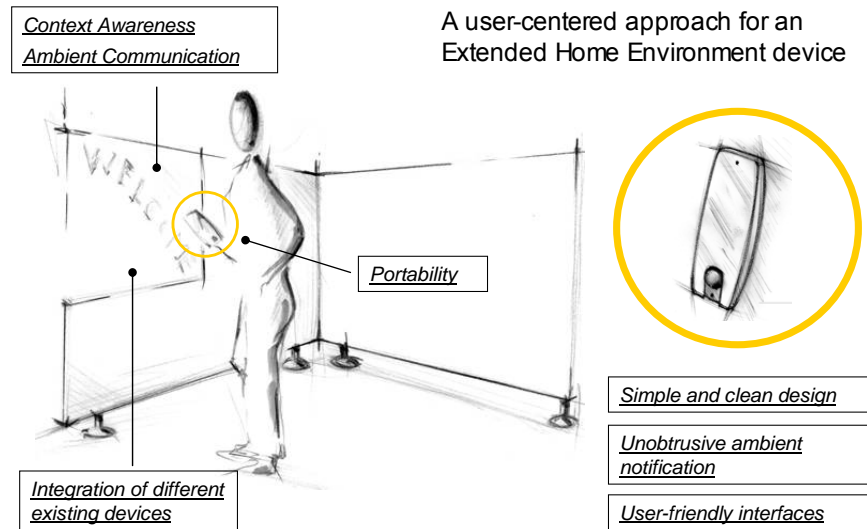 Context Awareness
Ambient Communication
A user-centered approach for an
Extended Home Environment device
WELCOME
Portability
Simple and clean design
Unobtrusive ambient
notification
Integration of different
existing devices
User-friendly interfaces